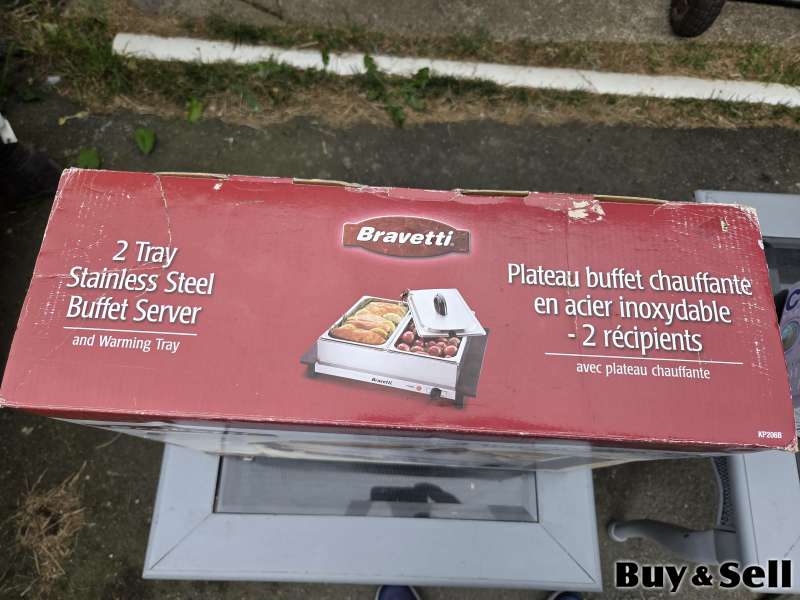 Bravetti
2 Tray
Stainless Steel
Buffet Server
and Warming Tray
Plateau buffet chauffante
en acier inoxydable
- 2 récipients
avec plateau chauffante
Bravetti
KP206B
Buy & Sell